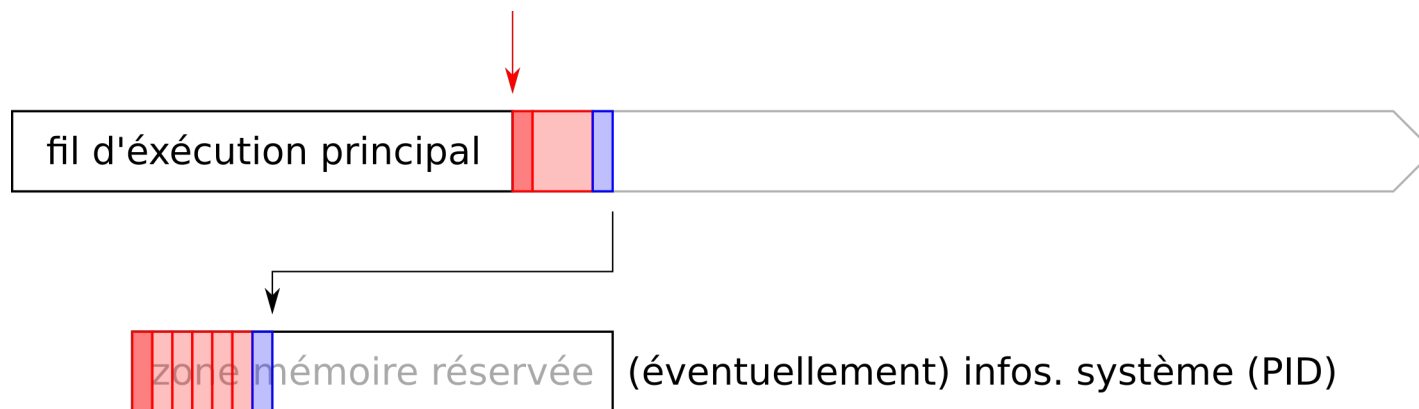 fil d'éxécution principal
zone mémoire réservée (éventuellement) infos. système (PID)